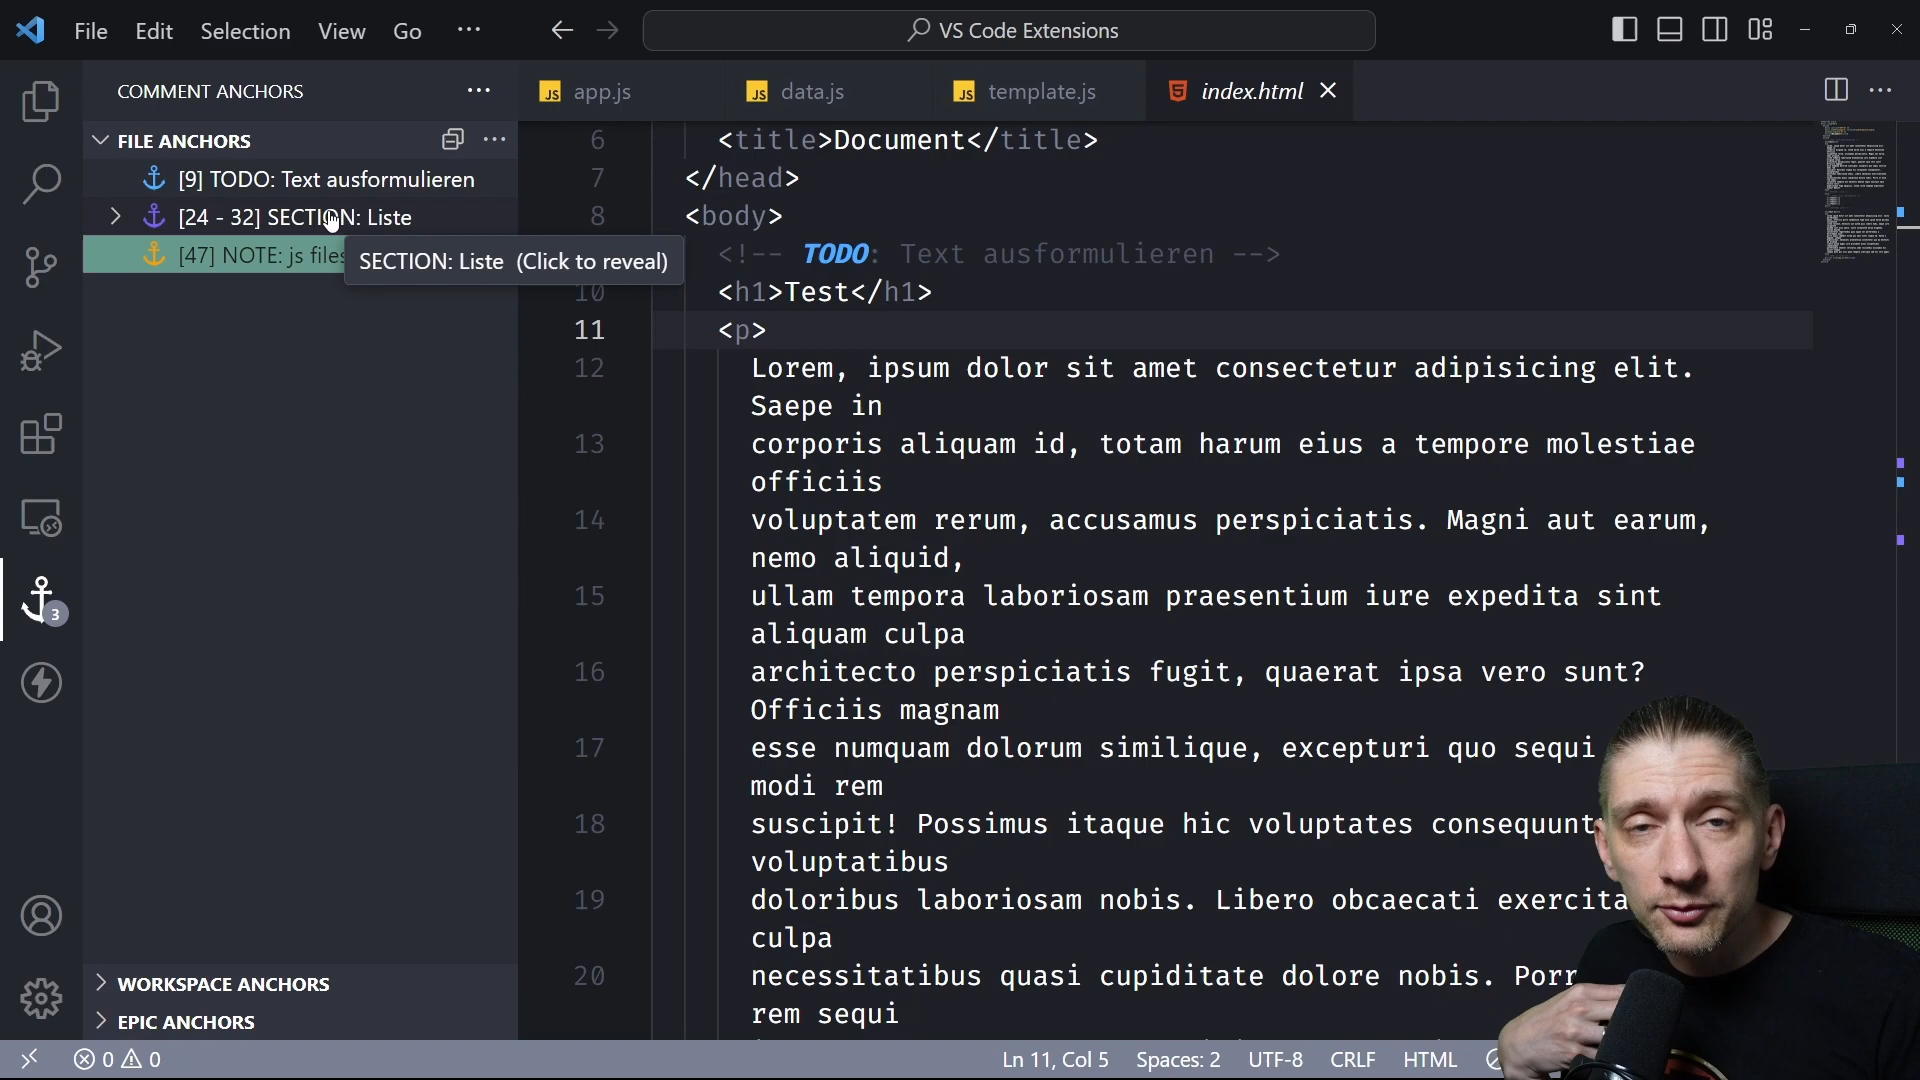 File Edit Selection View Go ···
VS Code Extensions
COMMENT ANCHORS ···
FILE ANCHORS ···
[9] TODO: Text ausformulieren
[24 - 32] SECTION: Liste
[47] NOTE: js files
SECTION: Liste (Click to reveal)
3
WORKSPACE ANCHORS
EPIC ANCHORS
JS app.js
JS data.js
JS template.js
5 index.html
6 <title>Document</title>
7 </head>
8 <body>
<!-- TODO: Text ausformulieren -->
10 <h1>Test</h1>
11 <p>
12 Lorem, ipsum dolor sit amet consectetur adipisicing elit.
Saepe in
13 corporis aliquam id, totam harum eius a tempore molestiae
officiis
14 voluptatem rerum, accusamus perspiciatis. Magni aut earum,
nemo aliquid,
15 ullam tempora laboriosam praesentium iure expedita sint
aliquam culpa
16 architecto perspiciatis fugit, quaerat ipsa vero sunt?
Officiis magnam
17 esse numquam dolorum similique, excepturi quo sequi
modi rem
18 suscipit! Possimus itaque hic voluptates consequunt
voluptatibus
19 doloribus laboriosam nobis. Libero obcaecati exercita
culpa
20 necessitatibus quasi cupiditate dolore nobis. Porr
rem sequi
0 0
Ln 11, Col 5 Spaces: 2 UTF-8 CRLF HTML